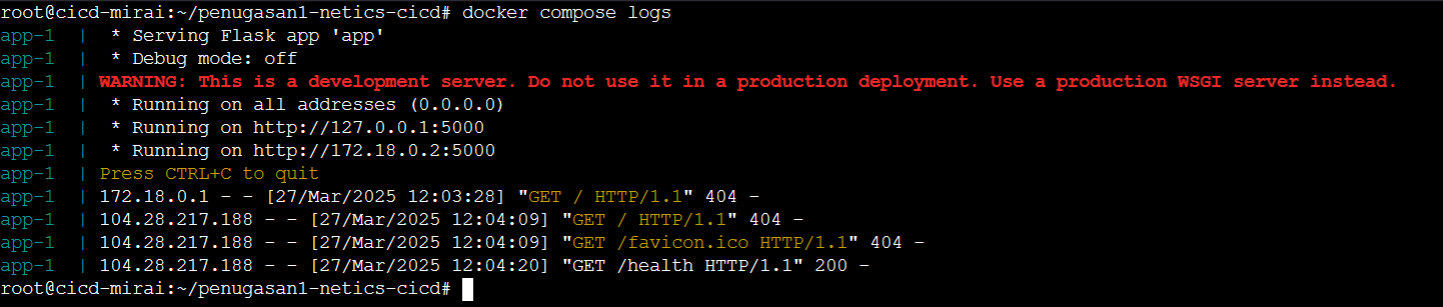 root@cicd-mirai:~/penugasan1-netics-cicd# docker compose logs
app-1  |  * Serving Flask app 'app'
app-1  |  * Debug mode: off
app-1  | WARNING: This is a development server. Do not use it in a production deployment. Use a production WSGI server instead.
app-1  |  * Running on all addresses (0.0.0.0)
app-1  |  * Running on http://127.0.0.1:5000
app-1  |  * Running on http://172.18.0.2:5000
app-1  | Press CTRL+C to quit
app-1  | 172.18.0.1 - - [27/Mar/2025 12:03:28] "GET / HTTP/1.1" 404 -
app-1  | 104.28.217.188 - - [27/Mar/2025 12:04:09] "GET / HTTP/1.1" 404 -
app-1  | 104.28.217.188 - - [27/Mar/2025 12:04:09] "GET /favicon.ico HTTP/1.1" 404 -
app-1  | 104.28.217.188 - - [27/Mar/2025 12:04:20] "GET /health HTTP/1.1" 200 -
root@cicd-mirai:~/penugasan1-netics-cicd#